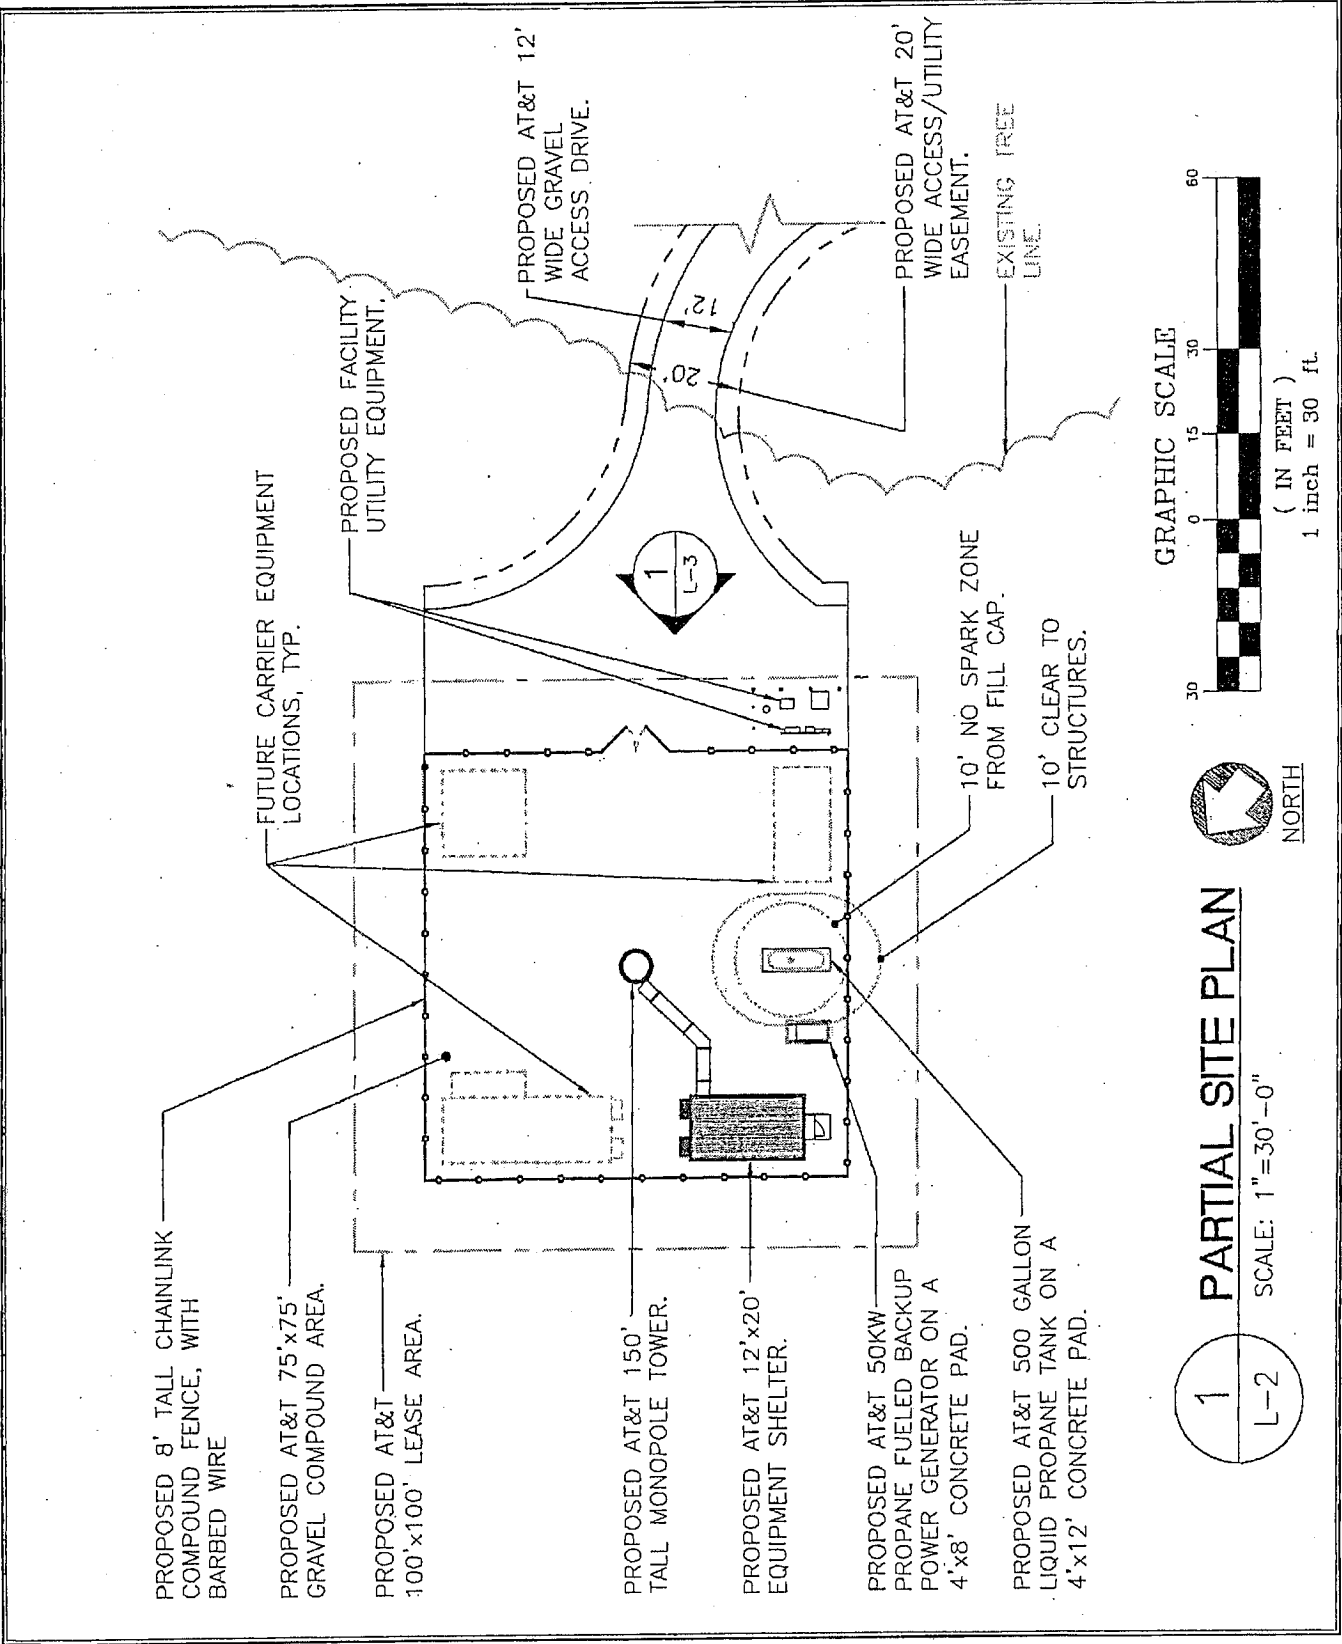 PROPOSED 8' TALL CHAINLINK
COMPOUND FENCE, WITH
BARBED WIRE
PROPOSED AT&T 75'x75'
GRAVEL COMPOUND AREA.
PROPOSED AT&T
100'x100' LEASE AREA.
PROPOSED AT&T 150'
TALL MONOPOLE TOWER.
PROPOSED AT&T 12'x20'
EQUIPMENT SHELTER.
PROPOSED AT&T 50KW
PROPANE FUELED BACKUP
POWER GENERATOR ON A
4'x8' CONCRETE PAD.
PROPOSED AT&T 500 GALLON
LIQUID PROPANE TANK ON A
4'x12' CONCRETE PAD.
FUTURE CARRIER EQUIPMENT
LOCATIONS, TYP.
PROPOSED FACILITY
UTILITY EQUIPMENT.
PROPOSED AT&T 12'
WIDE GRAVEL
ACCESS DRIVE.
12'
20'
PROPOSED AT&T 20'
WIDE ACCESS/UTILITY
EASEMENT.
EXISTING TREE
LINE.
1
L-3
10' NO SPARK ZONE
FROM FILL CAP.
10' CLEAR TO
STRUCTURES.
1
L-2
PARTIAL SITE PLAN
SCALE: 1"=30'-0"
NORTH
GRAPHIC SCALE
30 0 15 30 60
( IN FEET )
1 inch = 30 ft.